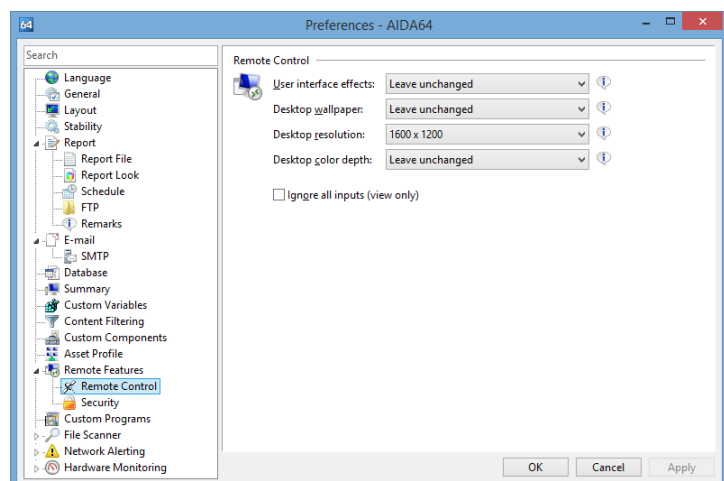 64
Preferences - AIDA64
Search
Language
General
Layout
Stability
Report
Report File
Report Look
Schedule
FTP
Remarks
E-mail
SMTP
Database
Summary
Custom Variables
Content Filtering
Custom Components
Asset Profile
Remote Features
Remote Control
Security
Custom Programs
File Scanner
Network Alerting
Hardware Monitoring
Remote Control
User interface effects: Leave unchanged
Desktop wallpaper: Leave unchanged
Desktop resolution: 1600 x 1200
Desktop color depth: Leave unchanged
Ignore all inputs (view only)
OK Cancel Apply